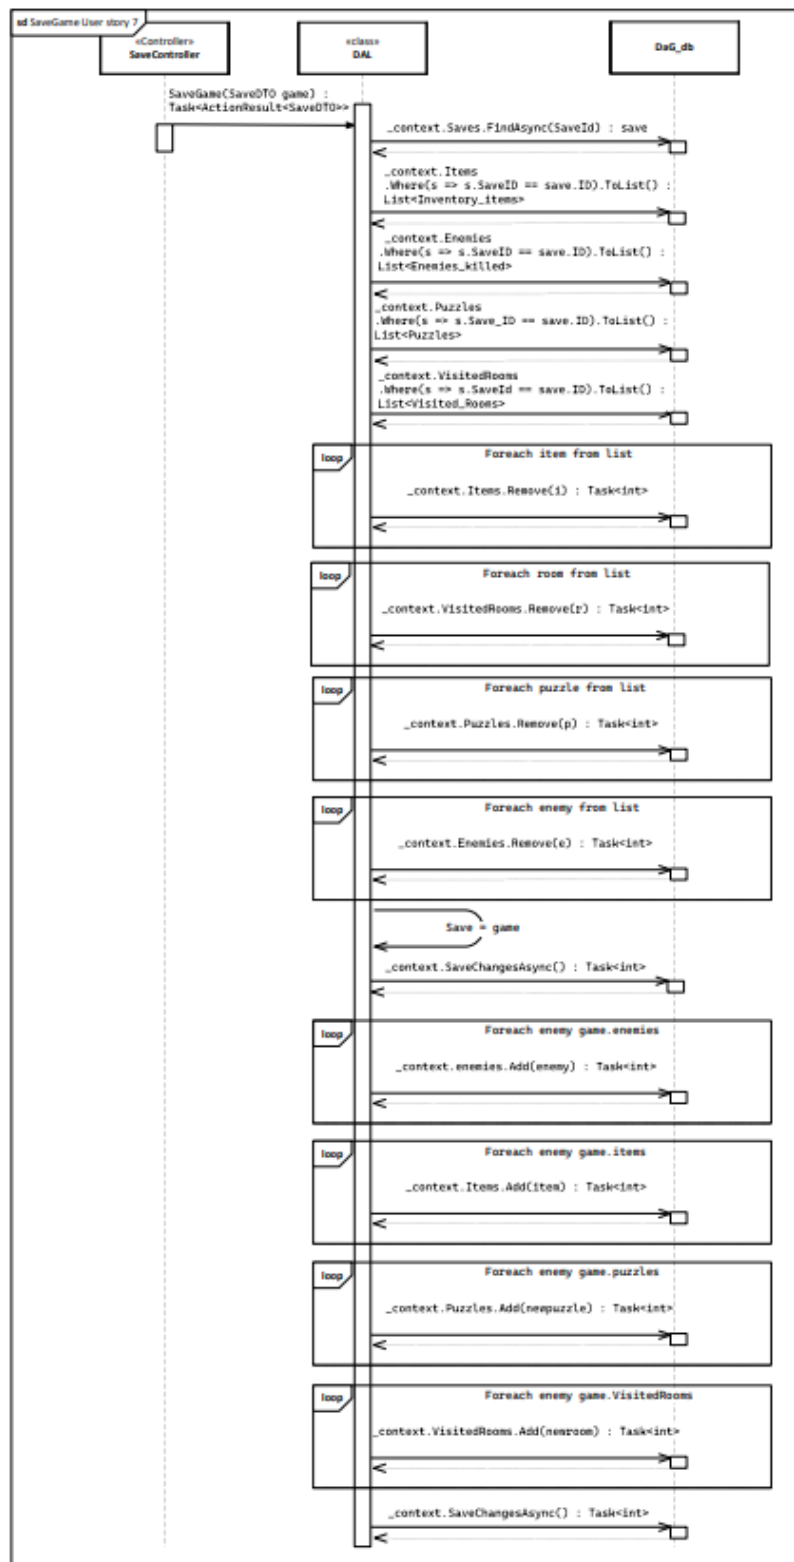 sd SaveGame User story 7
«Controller»
SaveController
«class»
DAL
DaG_db
SaveGame(SaveDTO game) :
Task<ActionResult<SaveDTO>>
_context.Saves.FindAsync(SaveId) : save
_context.Items
.Where(s => s.SaveID == save.ID).ToList() :
List<Inventory_items>
_context.Enemies
.Where(s => s.SaveID == save.ID).ToList() :
List<Enemies_killed>
_context.Puzzles
.Where(s => s.Save_ID == save.ID).ToList() :
List<Puzzles>
_context.VisitedRooms
.Where(s => s.SaveId == save.ID).ToList() :
List<Visited_Rooms>
loop
Foreach item from list
_context.Items.Remove(i) : Task<int>
loop
Foreach room from list
_context.VisitedRooms.Remove(r) : Task<int>
loop
Foreach puzzle from list
_context.Puzzles.Remove(p) : Task<int>
loop
Foreach enemy from list
_context.Enemies.Remove(e) : Task<int>
Save = game
_context.SaveChangesAsync() : Task<int>
loop
Foreach enemy game.enemies
_context.enemies.Add(enemy) : Task<int>
loop
Foreach enemy game.items
_context.Items.Add(item) : Task<int>
loop
Foreach enemy game.puzzles
_context.Puzzles.Add(newpuzzle) : Task<int>
loop
Foreach enemy game.VisitedRooms
_context.VisitedRooms.Add(newroom) : Task<int>
_context.SaveChangesAsync() : Task<int>